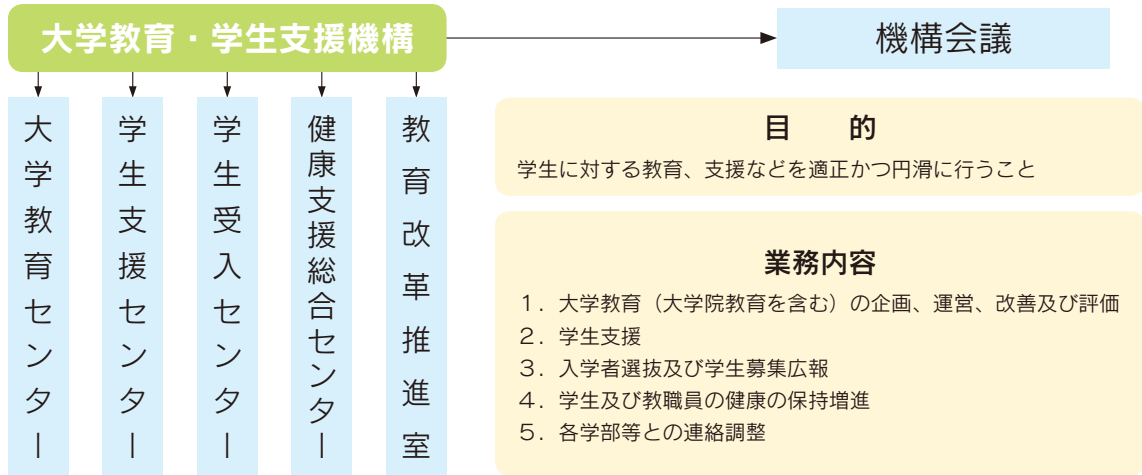 大学教育・学生支援機構
機構会議
大学教育センター
学生支援センター
学生受入センター
健康支援総合センター
教育改革推進室
目　的
学生に対する教育、支援などを適正かつ円滑に行うこと
業務内容
1．大学教育（大学院教育を含む）の企画、運営、改善及び評価
2．学生支援
3．入学者選抜及び学生募集広報
4．学生及び教職員の健康の保持増進
5．各学部等との連絡調整